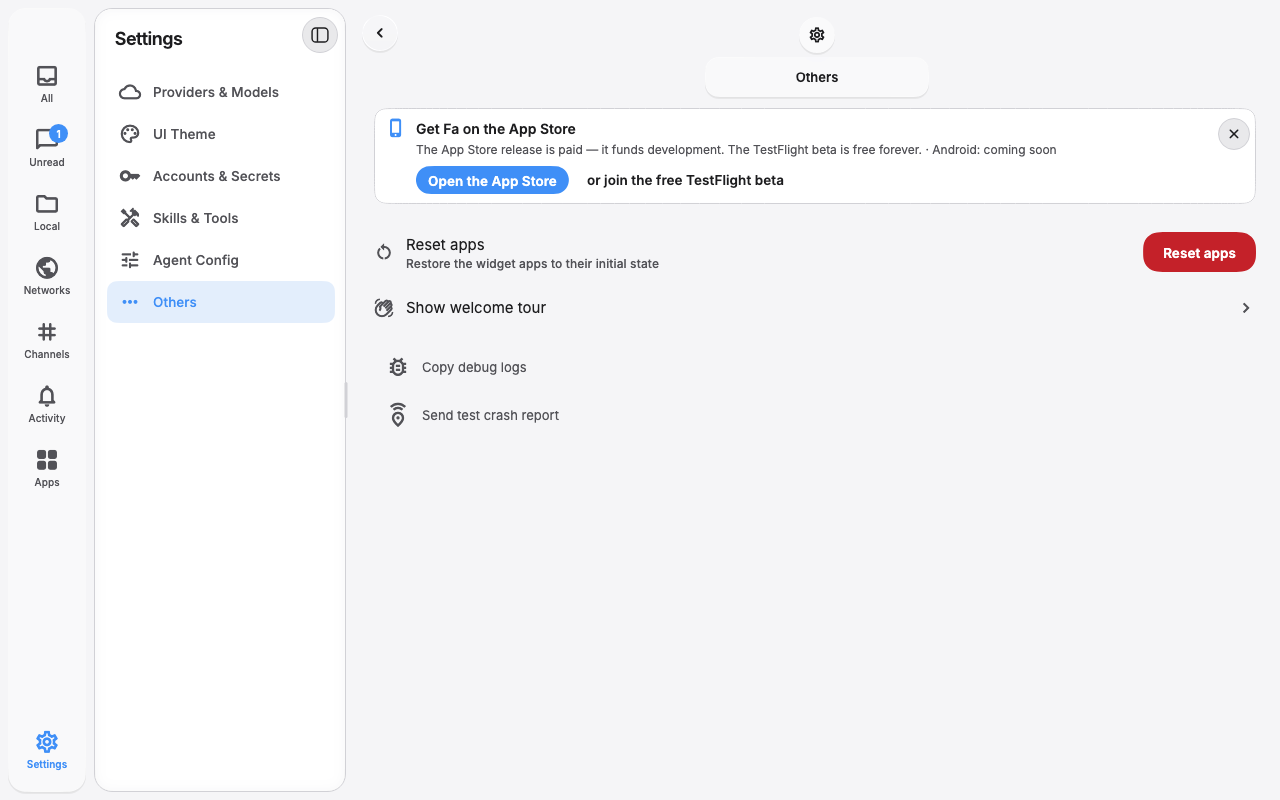 All
1
Unread
Local
Networks
Channels
Activity
Apps
Settings
Settings
Providers & Models
UI Theme
Accounts & Secrets
Skills & Tools
Agent Config
Others
Others
Get Fa on the App Store
The App Store release is paid — it funds development. The TestFlight beta is free forever. · Android: coming soon
Open the App Store
or join the free TestFlight beta
Reset apps
Restore the widget apps to their initial state
Reset apps
Show welcome tour
Copy debug logs
Send test crash report